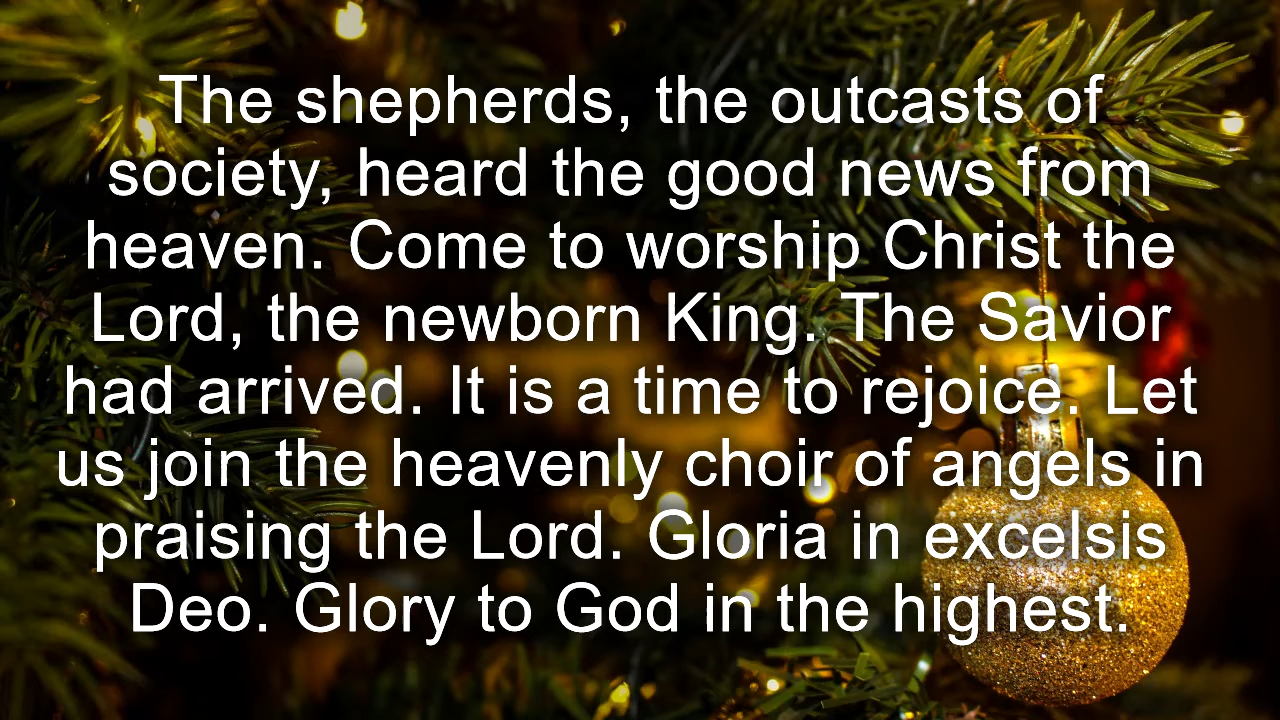 The shepherds, the outcasts of
society, heard the good news from
heaven. Come to worship Christ the
Lord, the newborn King. The Savior
had arrived. It is a time to rejoice. Let
us join the heavenly choir of angels in
praising the Lord. Gloria in excelsis
Deo. Glory to God in the highest.